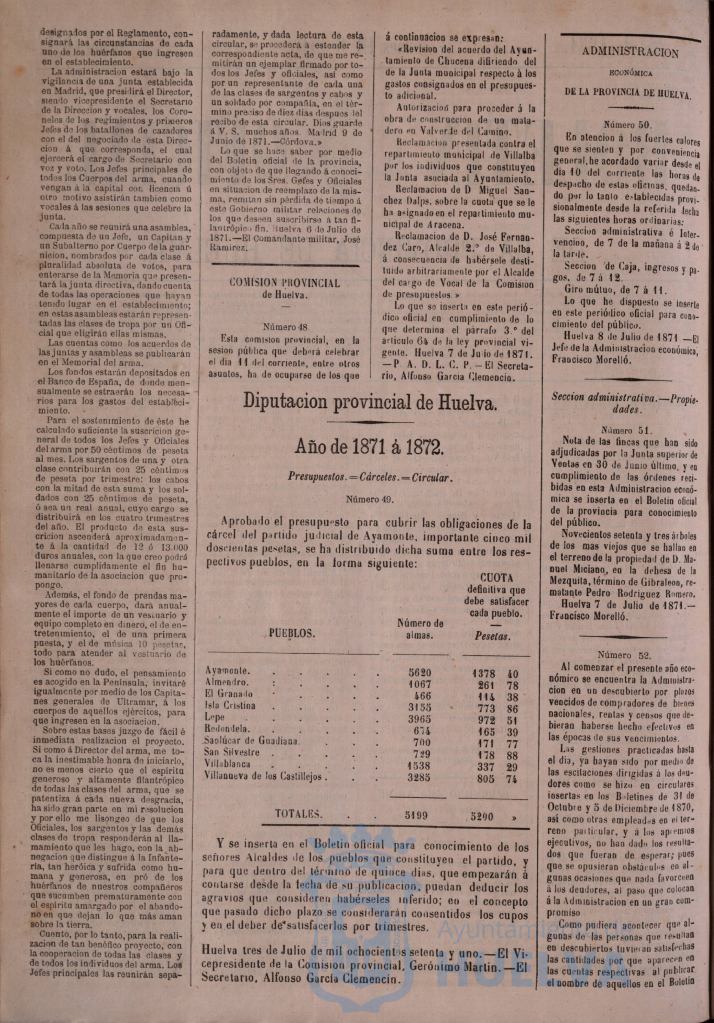 designados por el Reglamento, con-
signará las circunstancias de cada
uno de los huérfanos que ingresen
en el establecimiento.
La administracion estará bajo la
vigilancia de una junta establecida
en Madrid, que presidirá el Director,
siendo vicepresidente el Secretario
de la Direccion y vocales, los Coro-
neles de los regimientos y primeros
Jefes de los batallones de cazadores
con el del negociado de esta Direc-
cion á que corresponda, el cual
ejercerá el cargo de Secretario con
voz y voto. Los Jefes principales de
todos los Cuerpos del arma, cuando
vengan á la capital con licencia ú
otro motivo asistirán tambien como
vocales á las sesiones que celebre la
junta.
Cada año se reunirá una asamblea,
compuesta de un Jefe, un Capitan y
un Subalterno por Cuerpo de la guar-
nicion, nombrados por cada clase á
pluralidad absoluta de votos, para
enterarse de la Memoria que presen-
tará la junta directiva, dando cuenta
de todas las operaciones que hayan
tenido lugar en el establecimiento;
en estas asambleas estarán represen-
tadas las clases de tropa por un Ofi-
cial que eligirán ellas mismas.
Las cuentas como los acuerdos de
las juntas y asambleas se publicarán
en el Memorial del arma.
Los fondos estarán depositados en
el Banco de España, de donde men-
sualmente se estraerán los necesa-
rios para los gastos del estableci-
miento.
Para el sostenimiento de éste he
calculado suficiente la suscricion ge-
neral de todos los Jefes y Oficiales
del arma por 50 céntimos de peseta
al mes. Los sargentos de una y otra
clase contribuirán con 25 céntimos
de peseta por trimestre; los cabos
con la mitad de esta suma y los sol-
dados con 25 céntimos de peseta,
ó sea un real anual, cuyo cargo se
distribuirá en los cuatro trimestres
del año. El producto de esta sus-
cricion ascenderá aproximadamen-
te á la cantidad de 12 ó 13.000
duros anuales, con la que creo podrá
llenarse cumplidamente el fin hu-
manitario de la asociacion que pro-
pongo.
Además, el fondo de prendas ma-
yores de cada cuerpo, dará anual-
mente el importe de un vestuario y
equipo completo en dinero, el de en-
tretenimiento, el de una primera
puesta, y el de música 10 pesetas,
todo para atender al vestuario de
los huérfanos.
Si como no dudo, el pensamiento
es acogido en la Península, invitaré
igualmente por medio de los Capita-
nes generales de Ultramar, á los
cuerpos de aquellos ejércitos, para
que ingresen en la asociacion.
Sobre estas bases juzgo de fácil é
inmediata realizacion el proyecto.
Si como á Director del arma, me to-
ca la inestimable honra de iniciarlo,
no es menos cierto que el espíritu
generoso y altamente filantrópico
de todas las clases del arma, que se
patentiza á cada nueva desgracia,
ha sido gran parte en mi resolucion
y por ello me lisongeo de que los
Oficiales, los sargentos y las demás
clases de tropa responderán al lla-
mamiento que les hago, con la ab-
negacion que distingue á la Infante-
ría, tan heróica y sufrida como hu-
mana y generosa, en pró de los
huérfanos de nuestros compañeros
que sucumben prematuramente con
el espíritu amargado por el abando-
no en que dejan lo que más aman
sobre la tierra.
Cuento, por lo tanto, para la reali-
zacion de tan benéfico proyecto, con
la cooperacion de todas las clases y
de todos los individuos del arma. Los
Jefes principales las reunirán sepa-
radamente, y dada lectura de esta
circular, se procederá á estender la
correspondiente acta, de que me re-
mitirán un ejemplar firmado por to-
dos los Jefes y oficiales, así como
por un representante de cada una
de las clases de sargentos y cabos y
un soldado por compañía, en el tér-
mino preciso de diez dias despues del
recibo de esta circular. Dios guarde
á V. S. muchos años. Madrid 9 de
Junio de 1871.—Córdova.»
Lo que se hace saber por medio
del Boletin oficial de la provincia,
con objeto de que llegando á conoci-
miento de los Sres. Gefes y Oficiales
en situacion de reemplazo de la mis-
ma, remitan sin pérdida de tiempo á
este Gobierno militar relaciones de
los que deseen suscribirse á tan fi-
lantrópico fin. Huelva 6 de Julio de
1871.—El Comandante militar, José
Ramirez.
COMISION PROVINCIAL
de Huelva.
Número 48
Esta comision provincial, en la
sesion pública que deberá celebrar
el dia 11 del corriente, entre otros
asuntos, ha de ocuparse de los que
á continuacion se expresan:
«Revision del acuerdo del Ayun-
tamiento de Chucena difiriendo del
de la Junta municipal respecto á los
gastos consignados en el presupues-
to adicional.
Autorizacion para proceder á la
obra de construccion de un mata-
dero en Valverde del Camino.
Reclamacion presentada contra el
repartimiento municipal de Villalba
por los individuos que constituyen
la Junta asociada al Ayuntamiento.
Reclamacion de D Miguel San-
chez Dalps, sobre la cuota que se le
ha asignado en el repartimiento mu-
nicipal de Aracena.
Reclamacion de D. José Fernan-
dez Caro, Alcalde 2.º de Villalba,
á consecuencia de habérsele desti-
tuido arbitrariamente por el Alcalde
del cargo de Vocal de la Comision
de presupuestos.»
Lo que se inserta en este perió-
dico oficial en cumplimiento de lo
que determina el párrafo 3.º del
articulo 64 de la ley provincial vi-
gente. Huelva 7 de Julio de 1871.
—P. A. D. L. C. P.—El Secreta-
rio, Alfonso Garcia Clemencin.
Diputacion provincial de Huelva.
Año de 1871 á 1872.
Presupuestos.=Cárceles.=Circular.
Número 49.
Aprobado el presupuesto para cubrir las obligaciones de la
cárcel del partido judicial de Ayamonte, importante cinco mil
doscientas pesetas, se ha distribuido dicha suma entre los res-
pectivos pueblos, en la forma siguiente:
PUEBLOS. Número de almas. CUOTA definitiva que debe satisfacer cada pueblo. — Pesetas.
Ayamonte. 5620 1378 40
Almendro. 1067 261 78
El Granado 466 114 38
Isla Cristina 3155 773 86
Lepe 3965 972 51
Redondela. 674 165 39
Sanlúcar de Guadiana. 700 171 77
San Silvestre 729 178 88
Villablanca 1538 337 29
Villanueva de los Castillejos. 3285 805 74
TOTALES. 5199 5200 »
Y se inserta en el Boletin oficial para conocimiento de los
señores Alcaldes de los pueblos que constituyen el partido, y
para que dentro del término de quince dias, que empezarán á
contarse desde la fecha de su publicacion, puedan deducir los
agravios que consideren habérseles inferido; en el concepto
que pasado dicho plazo se considerarán consentidos los cupos
y en el deber de satisforcerlos por trimestres.
Huelva tres de Julio de mil ochocientos setenta y uno.—El Vi-
cepresidente de la Comision provincial, Gerónimo Martin.—El
Secretario, Alfonso García Clemencin.
ADMINISTRACION
ECONÓMICA
DE LA PROVINCIA DE HUELVA.
Número 50.
En atencion á los fuertes calores
que se sienten y por conveniencia
general, he acordado variar desde el
dia 10 del corriente las horas de
despacho de estas oficinas, quedan-
do por lo tanto establecidas provi-
sionalmente desde la referida fecha
las siguientes horas ordinarias:
Seccion administrativa é Inter-
vencion, de 7 de la mañana á 2 de
la tarde.
Seccion de Caja, ingresos y pa-
gos, de 7 á 12.
Giro mútuo, de 7 á 11.
Lo que he dispuesto se inserte
en este periódico oficial para cono-
cimiento del público.
Huelva 8 de Julio de 1871—El
Jefe de la Administracion económica,
Francisco Morelló.
Seccion administrativa.—Propie-
dades.
Número 51.
Nota de las fincas que han sido
adjudicadas por la Junta superior de
Ventas en 30 de Junio último, y en
cumplimiento de las órdenes reci-
bidas en esta Administracion econó-
mica se inserta en el Boletin oficial
de la provincia para conocimiento
del público.
Novecientos setenta y tres árboles
de los mas viejos que se hallan en
el terreno de la propiedad de D. Ma-
nuel Miciano, en la dehesa de la
Mezquita, término de Gibraleon, re-
matante Pedro Rodriguez Romero.
Huelva 7 de Julio de 1871.—
Francisco Morelló.
Número 52.
Al comenzar el presente año eco-
nómico se encuentra la Administra-
cion en un descubierto por plazos
vencidos de compradores de bienes
nacionales, rentas y censos que de-
bieran haberse hecho efectivos en
las épocas de sus vencimientos.
Las gestiones practicadas hasta
el dia, ya hayan sido por medio de
las escitaciones dirigidas á los deu-
dores como se hizo en circulares
insertas en los Boletines de 31 de
Octubre y 5 de Diciembre de 1870,
asi como otras empleadas en el ter-
reno particular, y á los apremios
ejecutivos, no han dado los resulta-
dos que fueran de esperar; pues
que se opusieran obstáculos en al-
gunas ocasiones que nada favorecen
á los deudores, al paso que colocan
á la Administracion en un gran com-
promiso
Como pudiera acontecer que al-
gunas de las personas que resultan
en descubiertos tuvieran satisfechas
las cantidades por que aparecen en
las cuentas respectivas al publicar
el nombre de aquellos en el Boletin